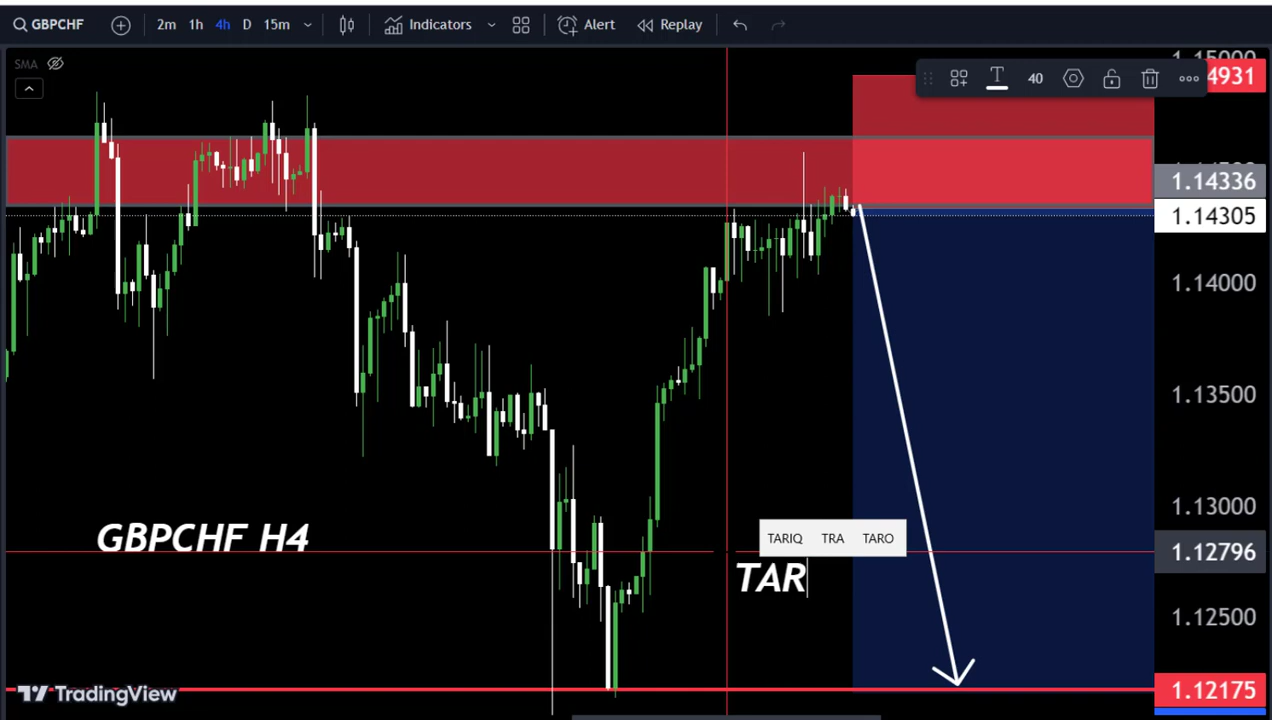 GBPCHF 2m 1h 4h D 15m Indicators Alert Replay
SMA
T 40
1.15000
4931
1.14336
1.14305
1.14000
1.13500
1.13000
GBPCHF H4
TARIQ TRA TARO
1.12796
TAR
1.12500
TradingView
1.12175